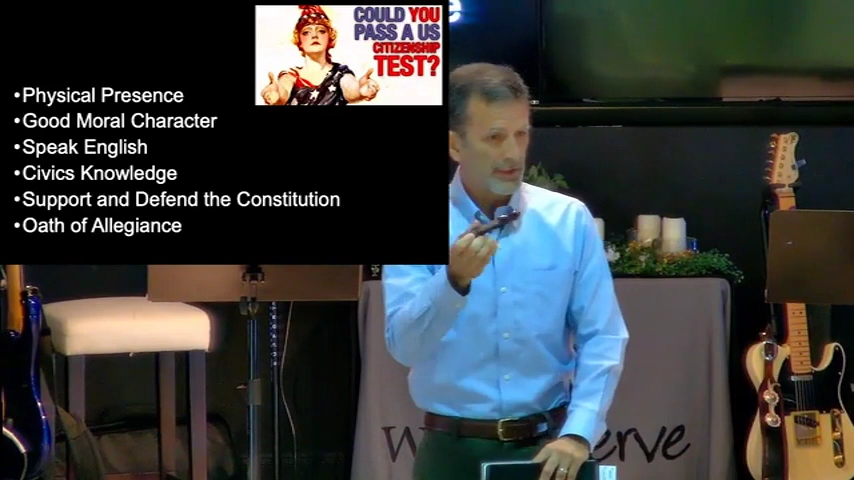 COULD YOU
PASS A US
CITIZENSHIP
TEST?
•Physical Presence
•Good Moral Character
•Speak English
•Civics Knowledge
•Support and Defend the Constitution
•Oath of Allegiance